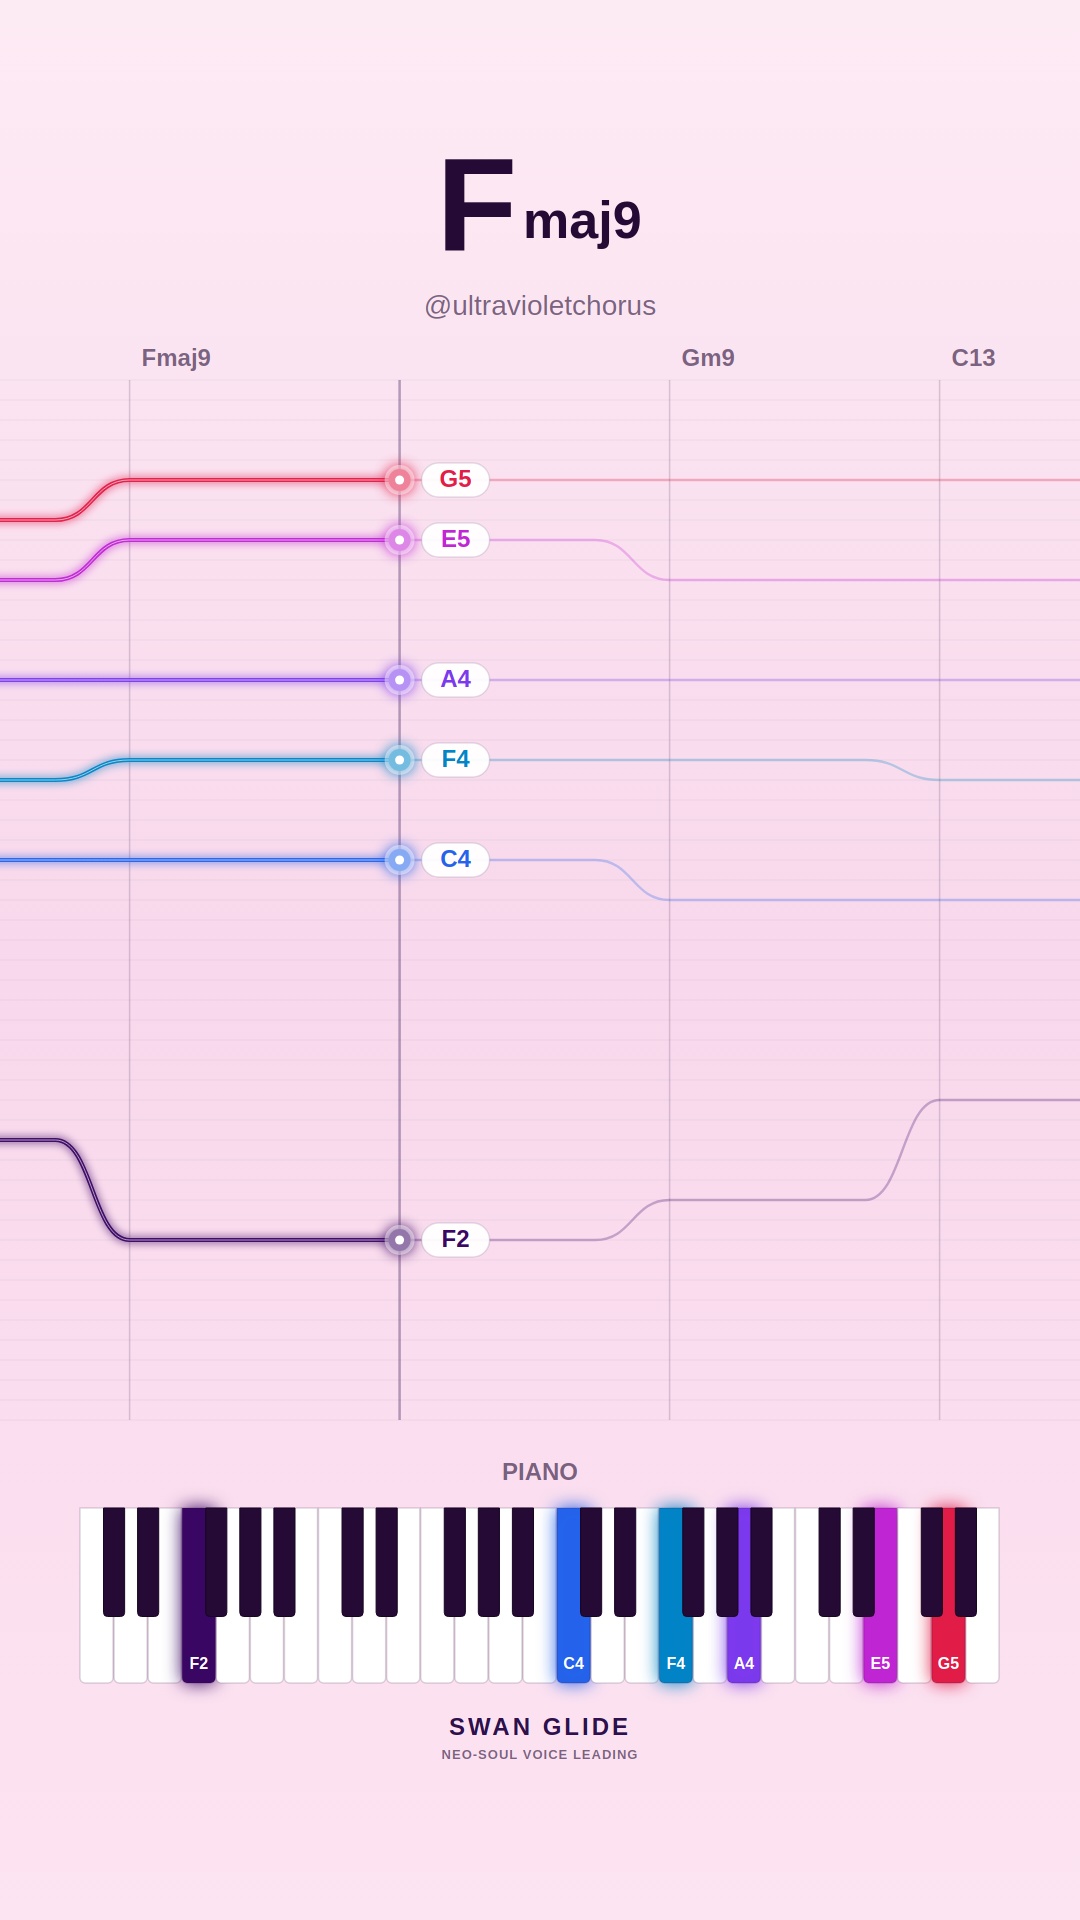 Fmaj9
@ultravioletchorus
Fmaj9 Gm9 C13
G5
E5
A4
F4
C4
F2
PIANO
F2 C4 F4 A4 E5 G5
SWAN GLIDE
NEO-SOUL VOICE LEADING